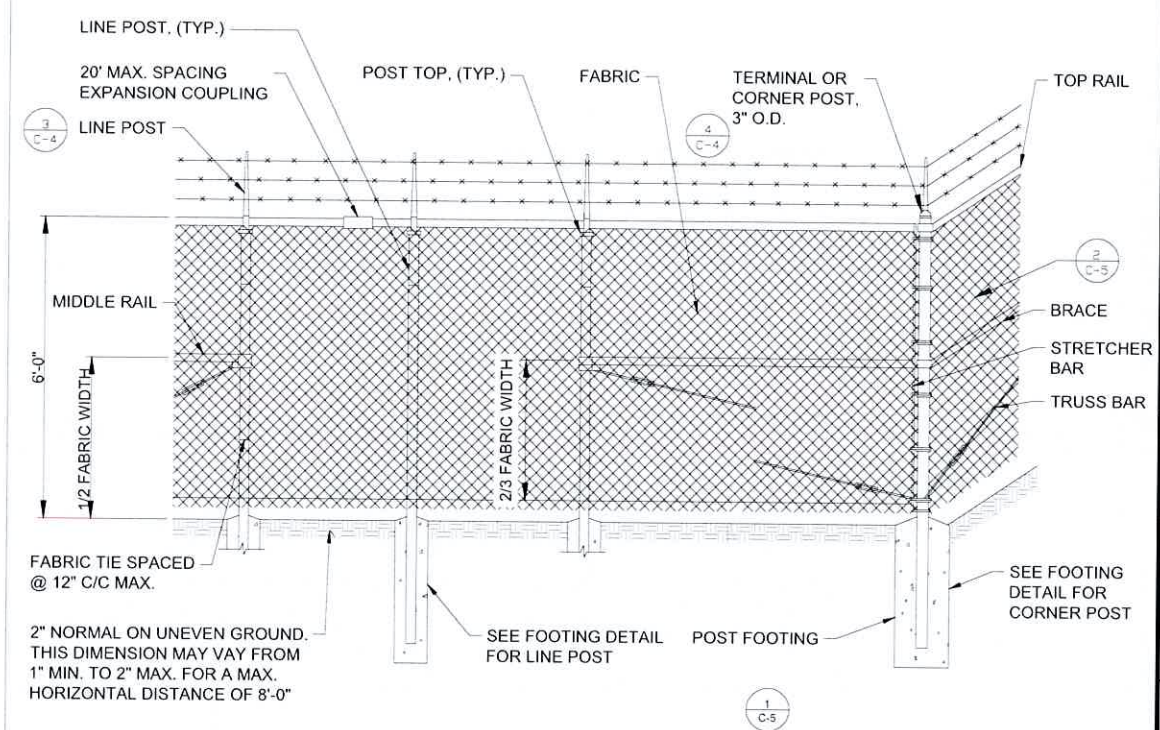 LINE POST, (TYP.)
20' MAX. SPACING
EXPANSION COUPLING
POST TOP, (TYP.)
FABRIC
TERMINAL OR
CORNER POST,
3" O.D.
TOP RAIL
3
C-4
LINE POST
4
C-4
2
C-5
MIDDLE RAIL
6'-0"
1/2 FABRIC WIDTH
2/3 FABRIC WIDTH
BRACE
STRETCHER
BAR
TRUSS BAR
FABRIC TIE SPACED
@ 12" C/C MAX.
2" NORMAL ON UNEVEN GROUND.
THIS DIMENSION MAY VAY FROM
1" MIN. TO 2" MAX. FOR A MAX.
HORIZONTAL DISTANCE OF 8'-0"
SEE FOOTING DETAIL
FOR LINE POST
POST FOOTING
SEE FOOTING
DETAIL FOR
CORNER POST
1
C-5